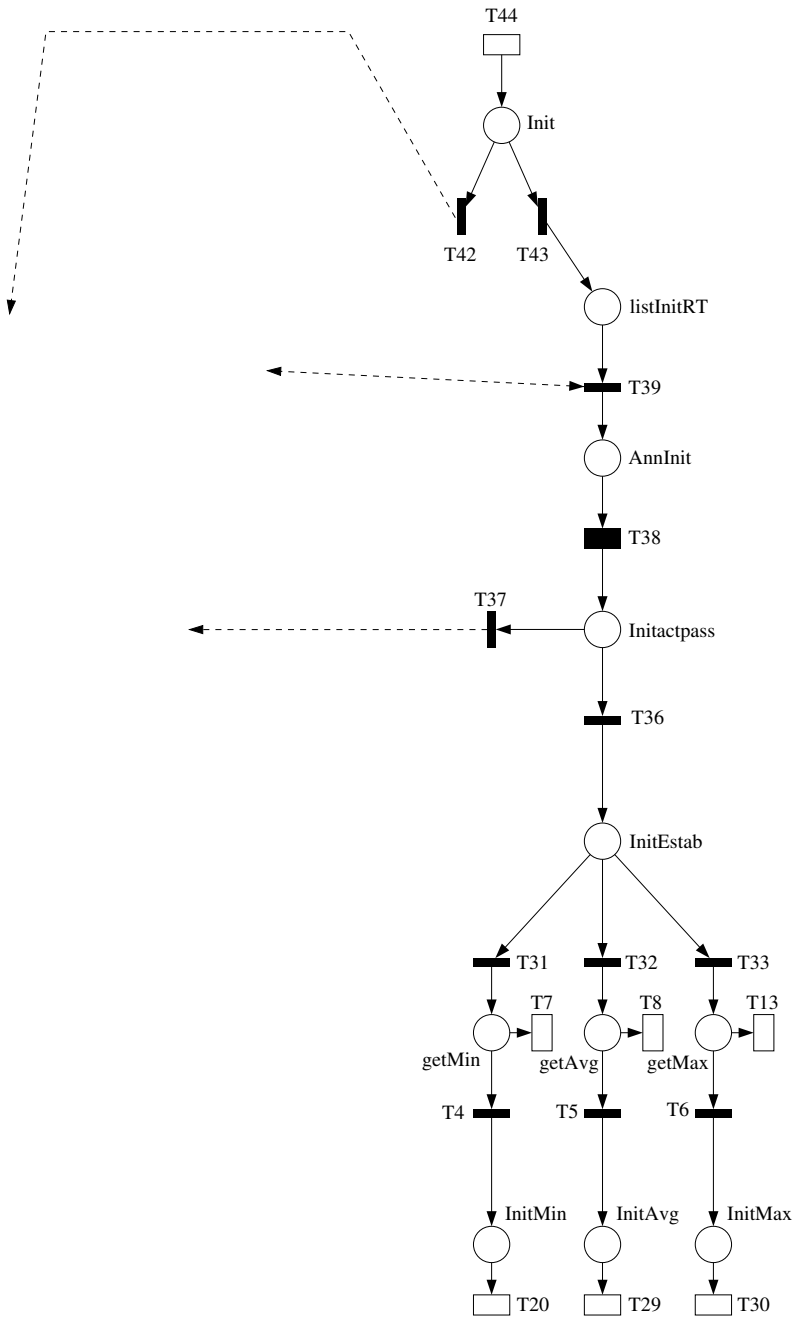 T44
Init
T42
T43
listInitRT
T39
AnnInit
T38
T37
Initactpass
T36
InitEstab
T31
T32
T33
T7
T8
T13
getMin
getAvg
getMax
T4
T5
T6
InitMin
InitAvg
InitMax
T20
T29
T30